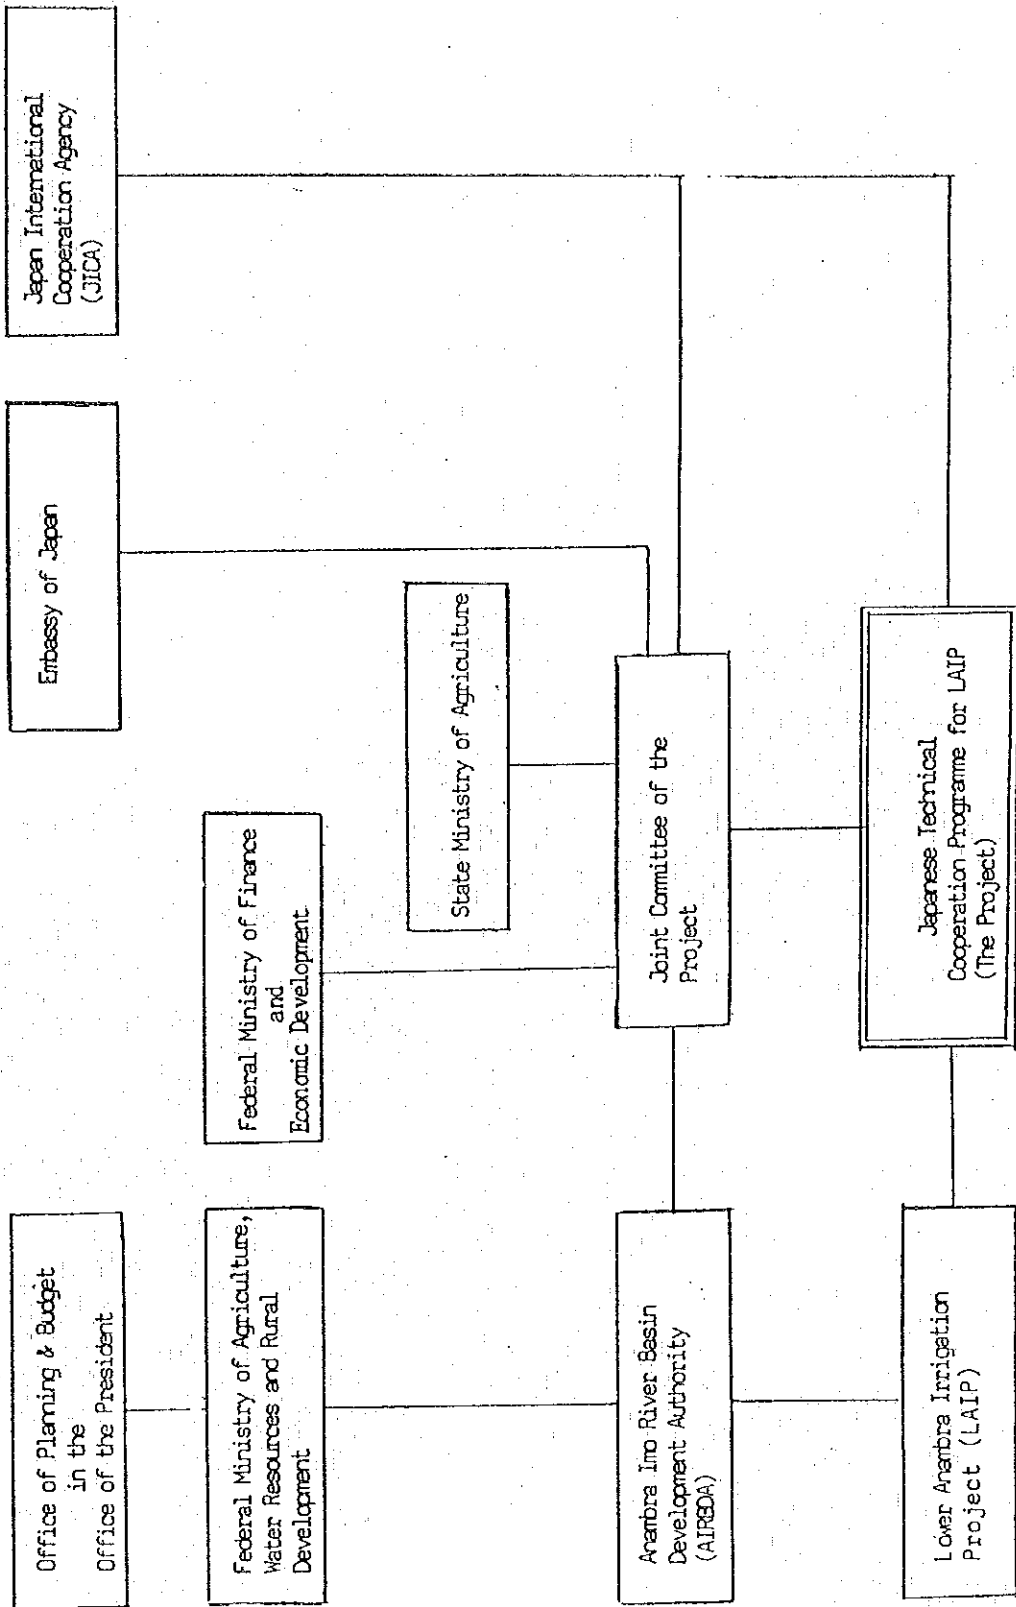 Office of Planning & Budget
in the
Office of the President
Embassy of Japan
Japan International
Cooperation Agency
(JICA)
Federal Ministry of Agriculture,
Water Resources and Rural
Development
Federal Ministry of Finance
and
Economic Development
State Ministry of Agriculture
Anambra Imo River Basin
Development Authority
(AIRBDA)
Joint Committee of the
Project
Lower Anambra Irrigation
Project (LAIP)
Japanese Technical
Cooperation Programme for LAIP
(The Project)